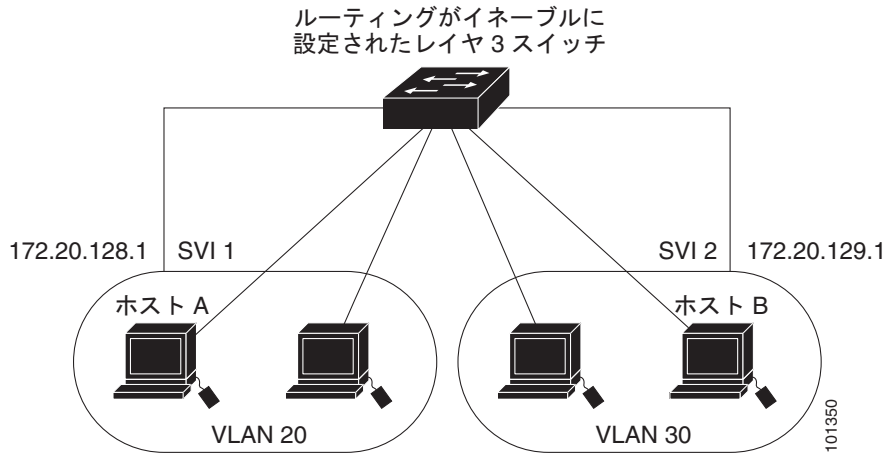 ルーティングがイネーブルに
設定されたレイヤ 3 スイッチ
172.20.128.1 SVI 1
SVI 2 172.20.129.1
ホスト A
ホスト B
VLAN 20
VLAN 30
101350